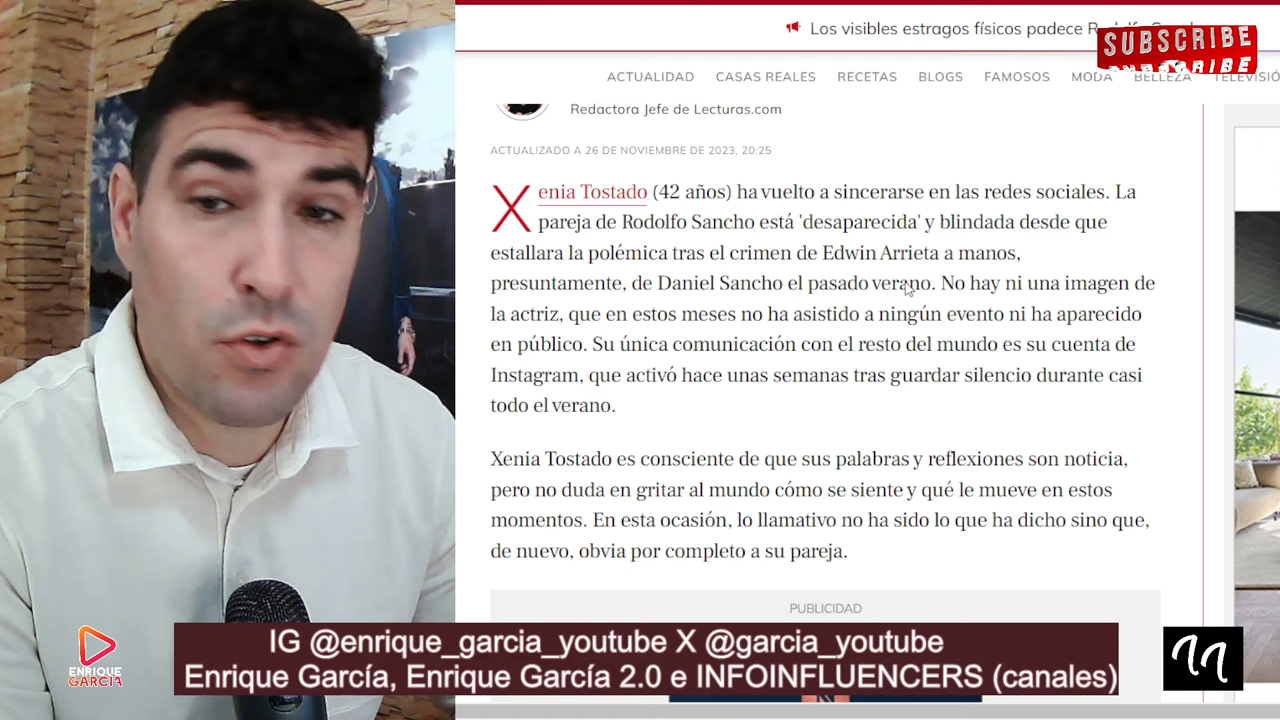 Los visibles estragos físicos padece
SUBSCRIBE
ACTUALIDAD CASAS REALES RECETAS BLOGS FAMOSOS MODA BELLEZA
Redactora Jefe de Lecturas.com
ACTUALIZADO A 26 DE NOVIEMBRE DE 2023, 20:25
Xenia Tostado (42 años) ha vuelto a sincerarse en las redes sociales. La
pareja de Rodolfo Sancho está 'desaparecida' y blindada desde que
estallara la polémica tras el crimen de Edwin Arrieta a manos,
presuntamente, de Daniel Sancho el pasado verano. No hay ni una imagen de
la actriz, que en estos meses no ha asistido a ningún evento ni ha aparecido
en público. Su única comunicación con el resto del mundo es su cuenta de
Instagram, que activó hace unas semanas tras guardar silencio durante casi
todo el verano.
Xenia Tostado es consciente de que sus palabras y reflexiones son noticia,
pero no duda en gritar al mundo cómo se siente y qué le mueve en estos
momentos. En esta ocasión, lo llamativo no ha sido lo que ha dicho sino que,
de nuevo, obvia por completo a su pareja.
PUBLICIDAD
IG @enrique_garcia_youtube X @garcia_youtube
Enrique García, Enrique García 2.0 e INFOINFLUENCERS (canales)
ENRIQUE
GARCÍA